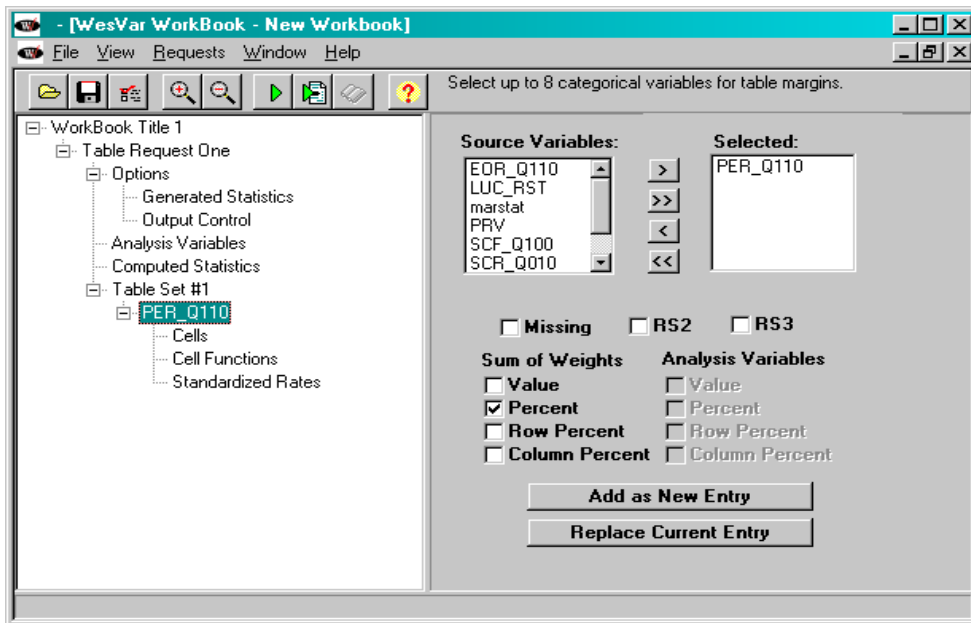 - [WesVar WorkBook - New Workbook]
File View Requests Window Help
Select up to 8 categorical variables for table margins.
WorkBook Title 1
Table Request One
Options
Generated Statistics
Output Control
Analysis Variables
Computed Statistics
Table Set #1
PER_Q110
Cells
Cell Functions
Standardized Rates
Source Variables:
EOR_Q110
LUC_RST
marstat
PRV
SCF_Q100
SCR_Q010
>
>>
<
<<
Selected:
PER_Q110
Missing RS2 RS3
Sum of Weights
Value
Percent
Row Percent
Column Percent
Analysis Variables
Value
Percent
Row Percent
Column Percent
Add as New Entry
Replace Current Entry